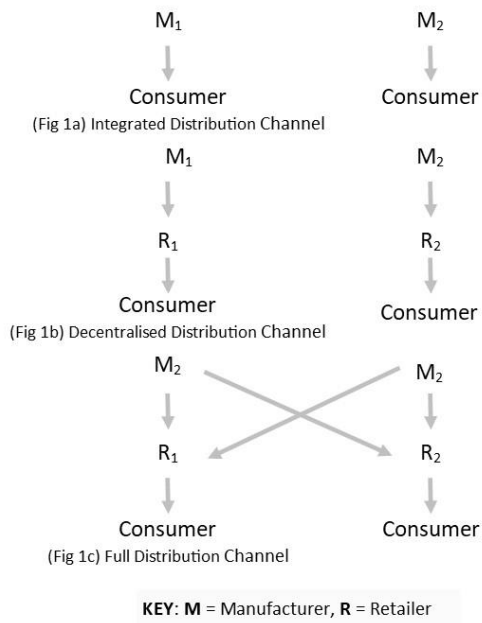 M₁ M₂
Consumer Consumer
(Fig 1a) Integrated Distribution Channel
M₁ M₂
R₁ R₂
Consumer Consumer
(Fig 1b) Decentralised Distribution Channel
M₂ M₂
R₁ R₂
Consumer Consumer
(Fig 1c) Full Distribution Channel
KEY: M = Manufacturer, R = Retailer